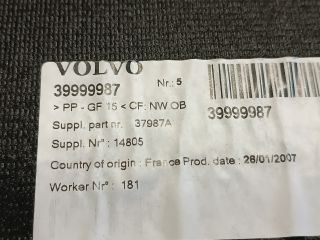 VOLVO
39999987 Nr.: 5
> PP - GF 15 < CF: NW OB
39999987
Suppl. part nr. 37987A
Suppl. Nr° : 14805
Country of origin : France Prod. date : 26/01/2007
Worker Nr° : 181